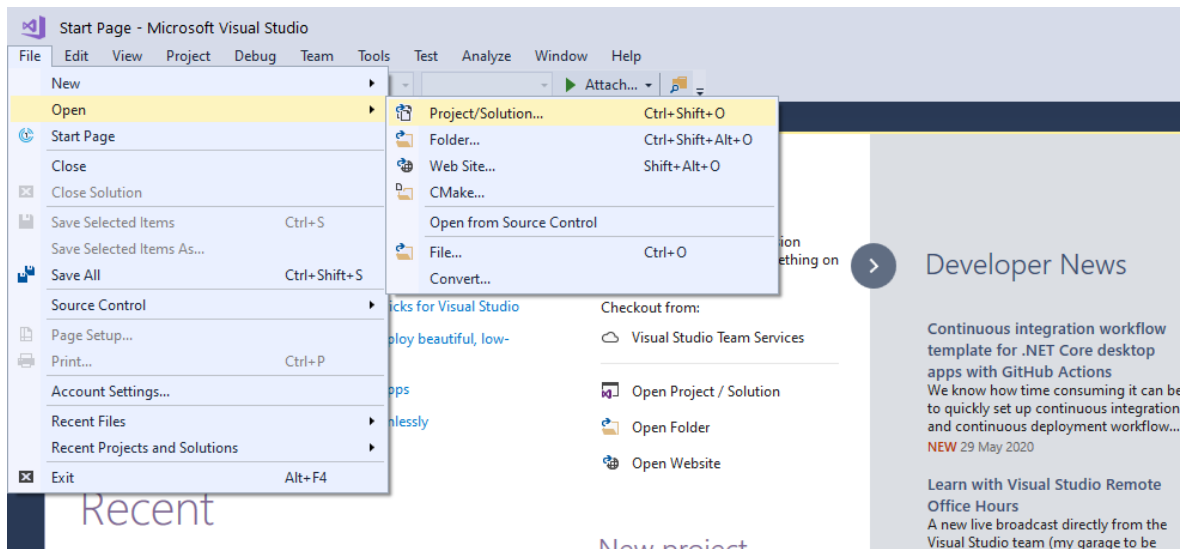 Start Page - Microsoft Visual Studio
File Edit View Project Debug Team Tools Test Analyze Window Help
Attach...
New
Open
Start Page
Close
Close Solution
Save Selected Items Ctrl+S
Save Selected Items As...
Save All Ctrl+Shift+S
Source Control
Page Setup...
Print... Ctrl+P
Account Settings...
Recent Files
Recent Projects and Solutions
Exit Alt+F4
Project/Solution... Ctrl+Shift+O
Folder... Ctrl+Shift+Alt+O
Web Site... Shift+Alt+O
CMake...
Open from Source Control
File... Ctrl+O
Convert...
for Visual Studio
beautiful, low-
Recent
on
Checkout from:
Visual Studio Team Services
Open Project / Solution
Open Folder
Open Website
New project
Developer News
Continuous integration workflow
template for .NET Core desktop
apps with GitHub Actions
We know how time consuming it can be
to quickly set up continuous integration
and continuous deployment workflow...
NEW 29 May 2020
Learn with Visual Studio Remote
Office Hours
A new live broadcast directly from the
Visual Studio team (my garage to be